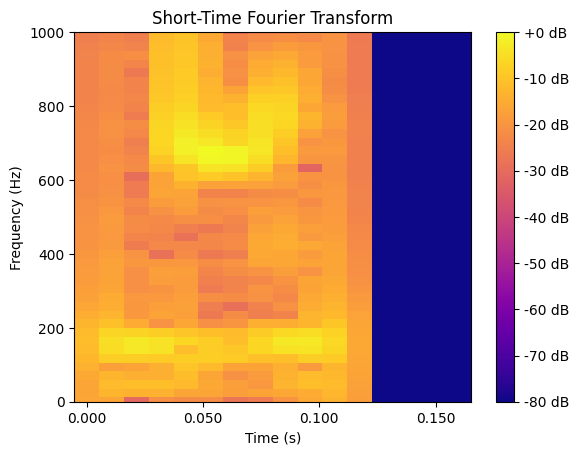 Short-Time Fourier Transform
1000
800
600
400
200
0
Frequency (Hz)
0.000
0.050
0.100
0.150
Time (s)
+0 dB
-10 dB
-20 dB
-30 dB
-40 dB
-50 dB
-60 dB
-70 dB
-80 dB